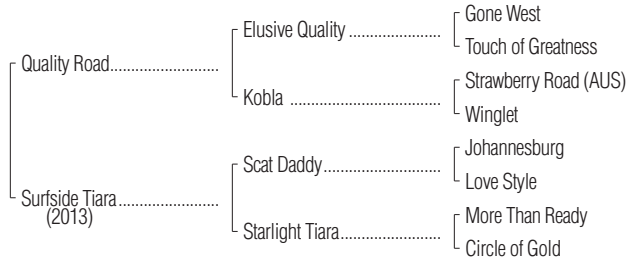 Gone West
Elusive Quality ......................
Touch of Greatness
Quality Road..........................
Strawberry Road (AUS)
Kobla ....................................
Winglet
Johannesburg
Scat Daddy............................
Love Style
Surfside Tiara........................
(2013)
More Than Ready
Starlight Tiara........................
Circle of Gold